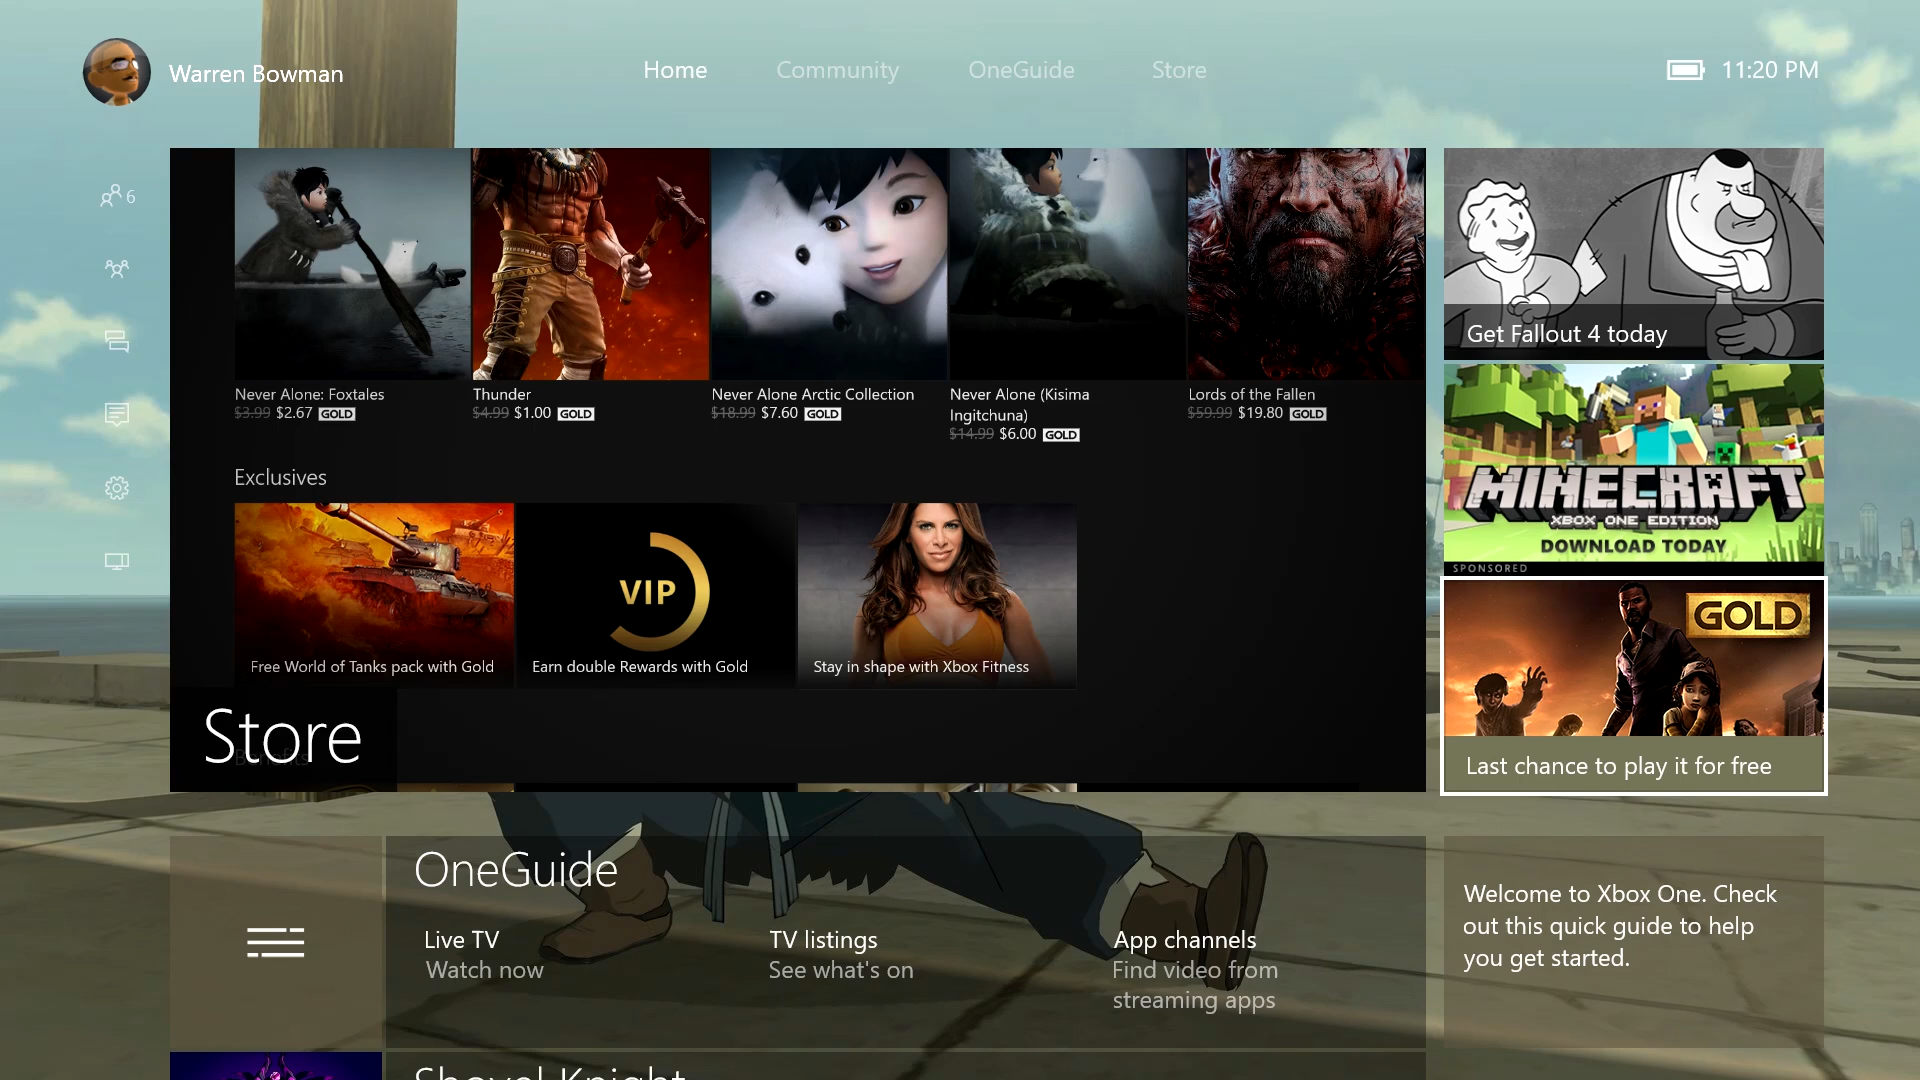 Warren Bowman
Home
Community
OneGuide
Store
11:20 PM
6
Never Alone: Foxtales
$3.99 $2.67 GOLD
Thunder
$4.99 $1.00 GOLD
Never Alone Arctic Collection
$18.99 $7.60 GOLD
Never Alone (Kisima
Ingitchuna)
$14.99 $6.00 GOLD
Lords of the Fallen
$59.99 $19.80 GOLD
Exclusives
Free World of Tanks pack with Gold
VIP
Earn double Rewards with Gold
Stay in shape with Xbox Fitness
Benefits
Store
Get Fallout 4 today
MINECRAFT
XBOX ONE EDITION
DOWNLOAD TODAY
SPONSORED
GOLD
Last chance to play it for free
OneGuide
Live TV
Watch now
TV listings
See what's on
App channels
Find video from
streaming apps
Welcome to Xbox One. Check
out this quick guide to help
you get started.
Shovel Knight